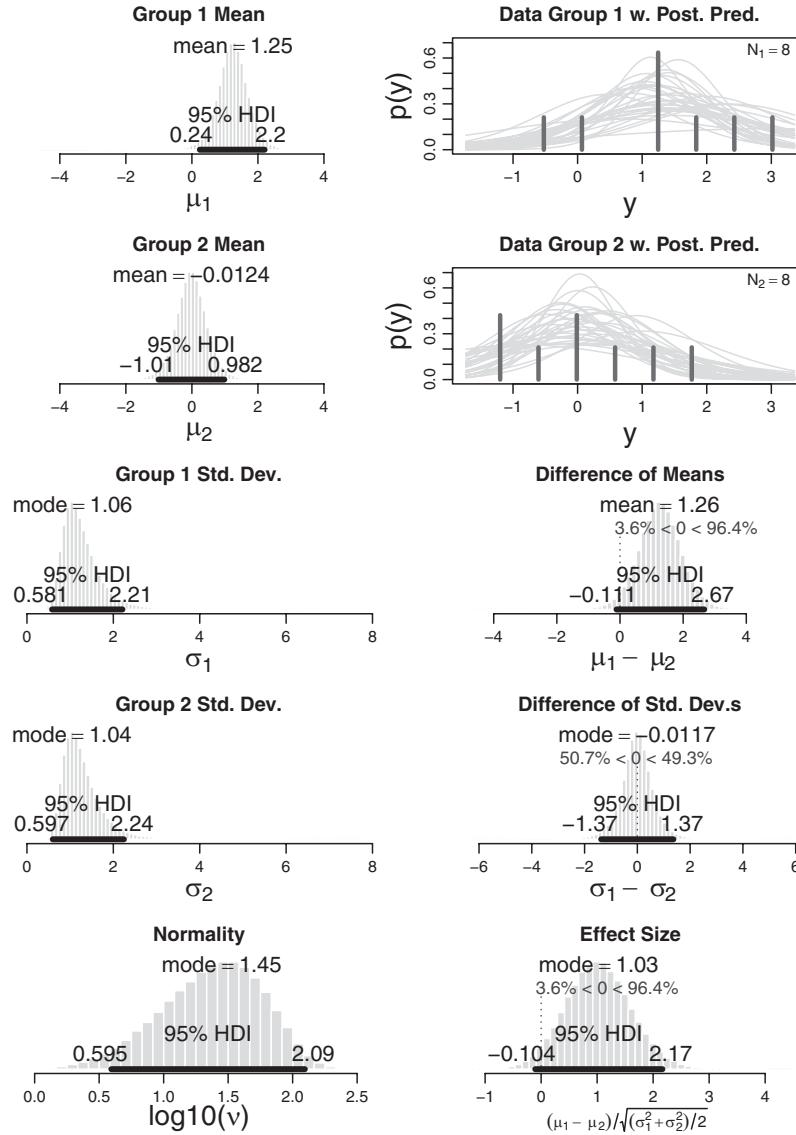 Group 1 Mean
mean = 1.25
95% HDI
0.24 2.2
−4 −2 0 2 4
μ1
Data Group 1 w. Post. Pred.
N1 = 8
0.0 0.3 0.6
p(y)
−1 0 1 2 3
y
Group 2 Mean
mean = −0.0124
95% HDI
−1.01 0.982
−4 −2 0 2 4
μ2
Data Group 2 w. Post. Pred.
N2 = 8
0.0 0.3 0.6
p(y)
−1 0 1 2 3
y
Group 1 Std. Dev.
mode = 1.06
95% HDI
0.581 2.21
0 2 4 6 8
σ1
Difference of Means
mean = 1.26
3.6% < 0 < 96.4%
95% HDI
−0.111 2.67
−4 −2 0 2 4
μ1 − μ2
Group 2 Std. Dev.
mode = 1.04
95% HDI
0.597 2.24
0 2 4 6 8
σ2
Difference of Std. Dev.s
mode = −0.0117
50.7% < 0 < 49.3%
95% HDI
−1.37 1.37
−6 −4 −2 0 2 4 6
σ1 − σ2
Normality
mode = 1.45
95% HDI
0.595 2.09
0.0 0.5 1.0 1.5 2.0 2.5
log10(ν)
Effect Size
mode = 1.03
3.6% < 0 < 96.4%
95% HDI
−0.104 2.17
−1 0 1 2 3 4
(μ1 − μ2)/√(σ1² + σ2²)/2